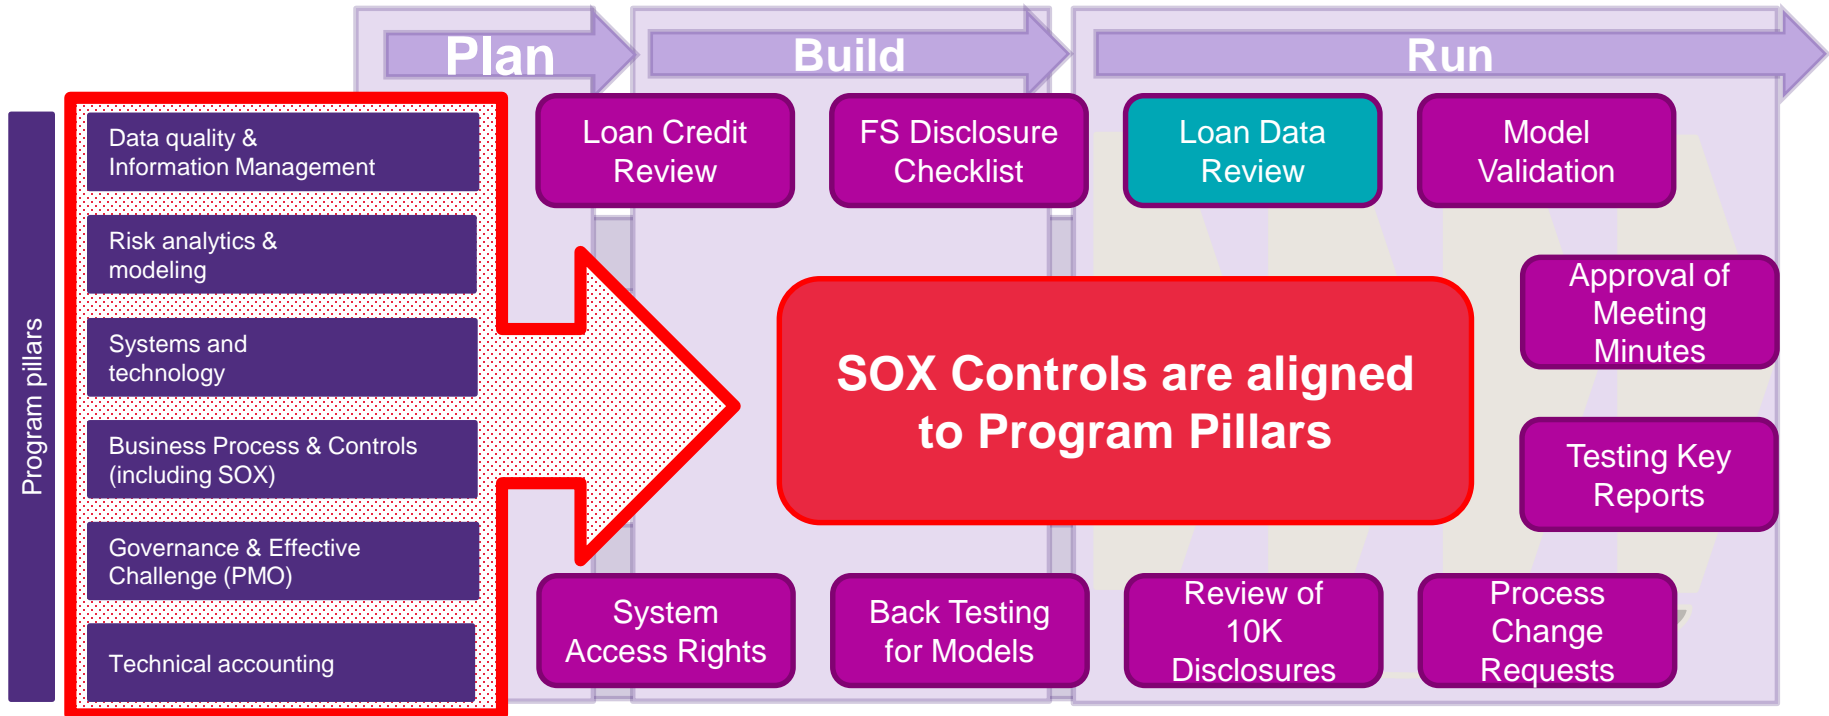 Plan
Build
Run
Program pillars
Data quality &
Information Management
Risk analytics &
modeling
Systems and
technology
Business Process & Controls
(including SOX)
Governance & Effective
Challenge (PMO)
Technical accounting
Loan Credit
Review
FS Disclosure
Checklist
Loan Data
Review
Model
Validation
SOX Controls are aligned
to Program Pillars
Approval of
Meeting
Minutes
Testing Key
Reports
System
Access Rights
Back Testing
for Models
Review of
10K
Disclosures
Process
Change
Requests